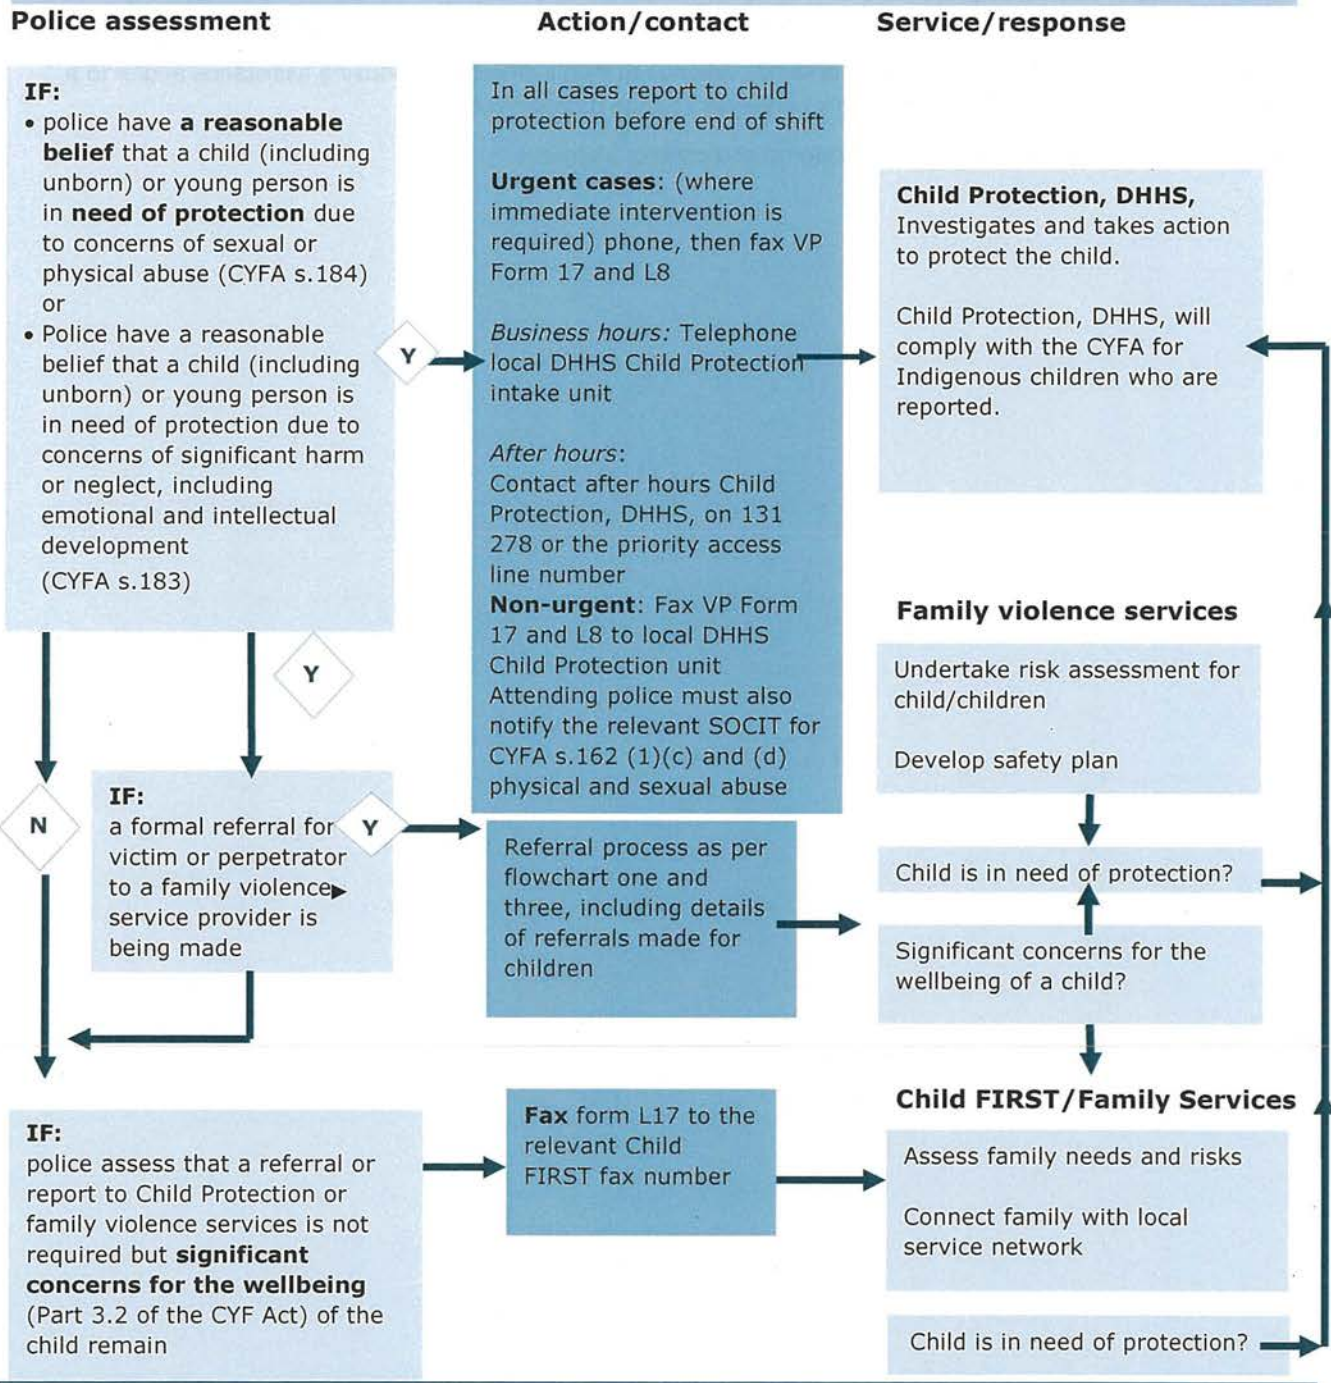 Police assessment
Action/contact
Service/response
IF:
• police have a reasonable
belief that a child (including
unborn) or young person is
in need of protection due
to concerns of sexual or
physical abuse (CYFA s.184)
or
• Police have a reasonable
belief that a child (including
unborn) or young person is
in need of protection due to
concerns of significant harm
or neglect, including
emotional and intellectual
development
(CYFA s.183)
Y
In all cases report to child
protection before end of shift
Urgent cases: (where
immediate intervention is
required) phone, then fax VP
Form 17 and L8
Business hours: Telephone
local DHHS Child Protection
intake unit
After hours:
Contact after hours Child
Protection, DHHS, on 131
278 or the priority access
line number
Non-urgent: Fax VP Form
17 and L8 to local DHHS
Child Protection unit
Attending police must also
notify the relevant SOCIT for
CYFA s.162 (1)(c) and (d)
physical and sexual abuse
Child Protection, DHHS,
Investigates and takes action
to protect the child.
Child Protection, DHHS, will
comply with the CYFA for
Indigenous children who are
reported.
Y
N
IF:
a formal referral for
victim or perpetrator
to a family violence
service provider is
being made
Y
Referral process as per
flowchart one and
three, including details
of referrals made for
children
Family violence services
Undertake risk assessment for
child/children
Develop safety plan
Child is in need of protection?
Significant concerns for the
wellbeing of a child?
IF:
police assess that a referral or
report to Child Protection or
family violence services is not
required but significant
concerns for the wellbeing
(Part 3.2 of the CYF Act) of the
child remain
Fax form L17 to the
relevant Child
FIRST fax number
Child FIRST/Family Services
Assess family needs and risks
Connect family with local
service network
Child is in need of protection?